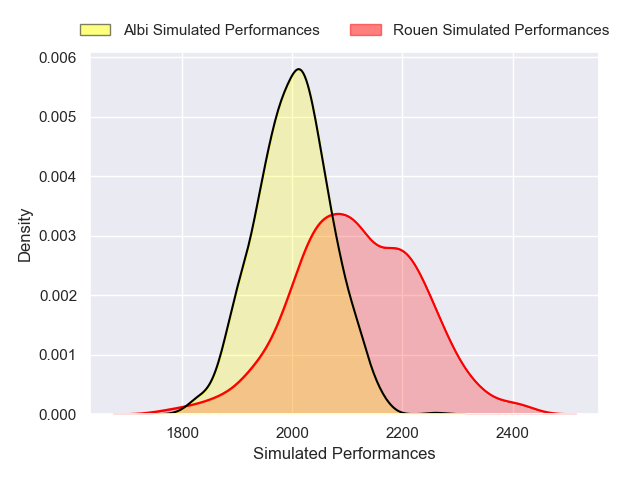 Albi Simulated Performances Rouen Simulated Performances
0.006
0.005
0.004
0.003
0.002
0.001
0.000
Density
1800 2000 2200 2400
Simulated Performances